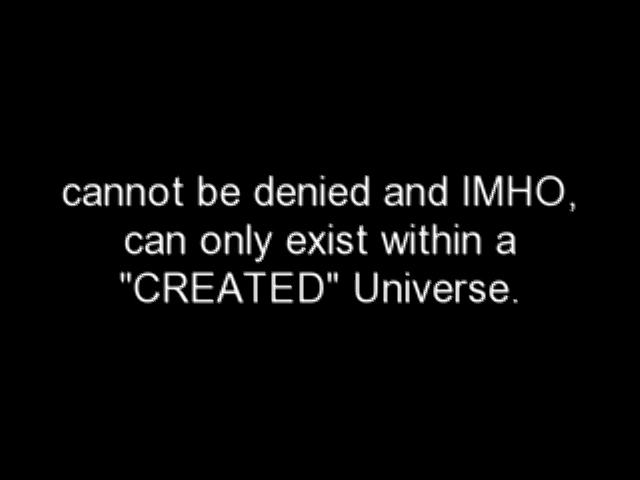 cannot be denied and IMHO,
can only exist within a
"CREATED" Universe.